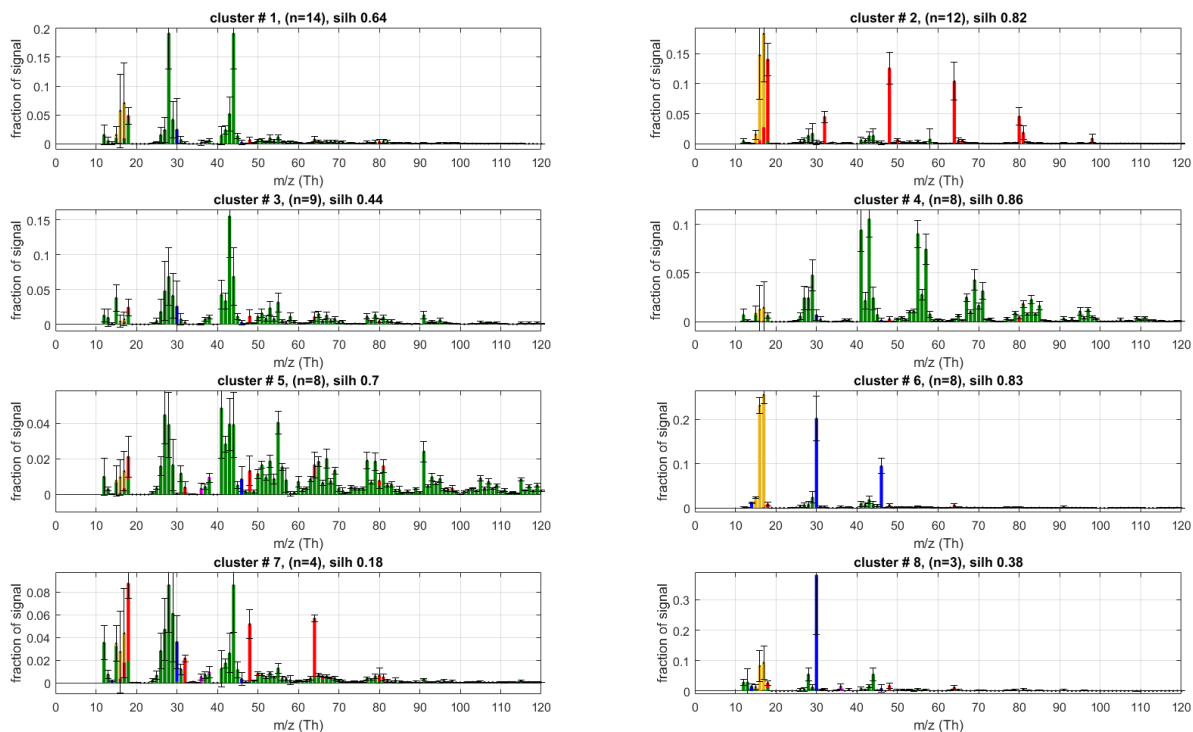 cluster # 1, (n=14), silh 0.64
0.2
0.15
0.1
0.05
0
fraction of signal
0 10 20 30 40 50 60 70 80 90 100 110 120
m/z (Th)
cluster # 2, (n=12), silh 0.82
0.15
0.1
0.05
0
fraction of signal
0 10 20 30 40 50 60 70 80 90 100 110 120
m/z (Th)
cluster # 3, (n=9), silh 0.44
0.15
0.1
0.05
0
fraction of signal
0 10 20 30 40 50 60 70 80 90 100 110 120
m/z (Th)
cluster # 4, (n=8), silh 0.86
0.1
0.05
0
fraction of signal
0 10 20 30 40 50 60 70 80 90 100 110 120
m/z (Th)
cluster # 5, (n=8), silh 0.7
0.04
0.02
0
fraction of signal
0 10 20 30 40 50 60 70 80 90 100 110 120
m/z (Th)
cluster # 6, (n=8), silh 0.83
0.2
0.1
0
fraction of signal
0 10 20 30 40 50 60 70 80 90 100 110 120
m/z (Th)
cluster # 7, (n=4), silh 0.18
0.08
0.06
0.04
0.02
0
fraction of signal
0 10 20 30 40 50 60 70 80 90 100 110 120
m/z (Th)
cluster # 8, (n=3), silh 0.38
0.3
0.2
0.1
0
fraction of signal
0 10 20 30 40 50 60 70 80 90 100 110 120
m/z (Th)